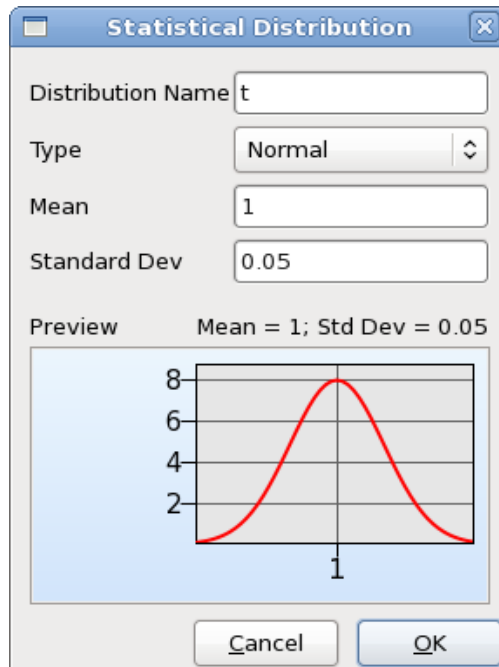 Statistical Distribution
Distribution Name t
Type Normal
Mean 1
Standard Dev 0.05
Preview Mean = 1; Std Dev = 0.05
8
6
4
2
1
Cancel OK